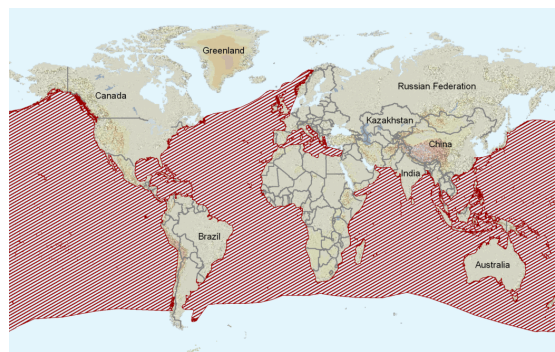 Greenland
Canada
Russian Federation
Kazakhstan
China
India
Brazil
Australia